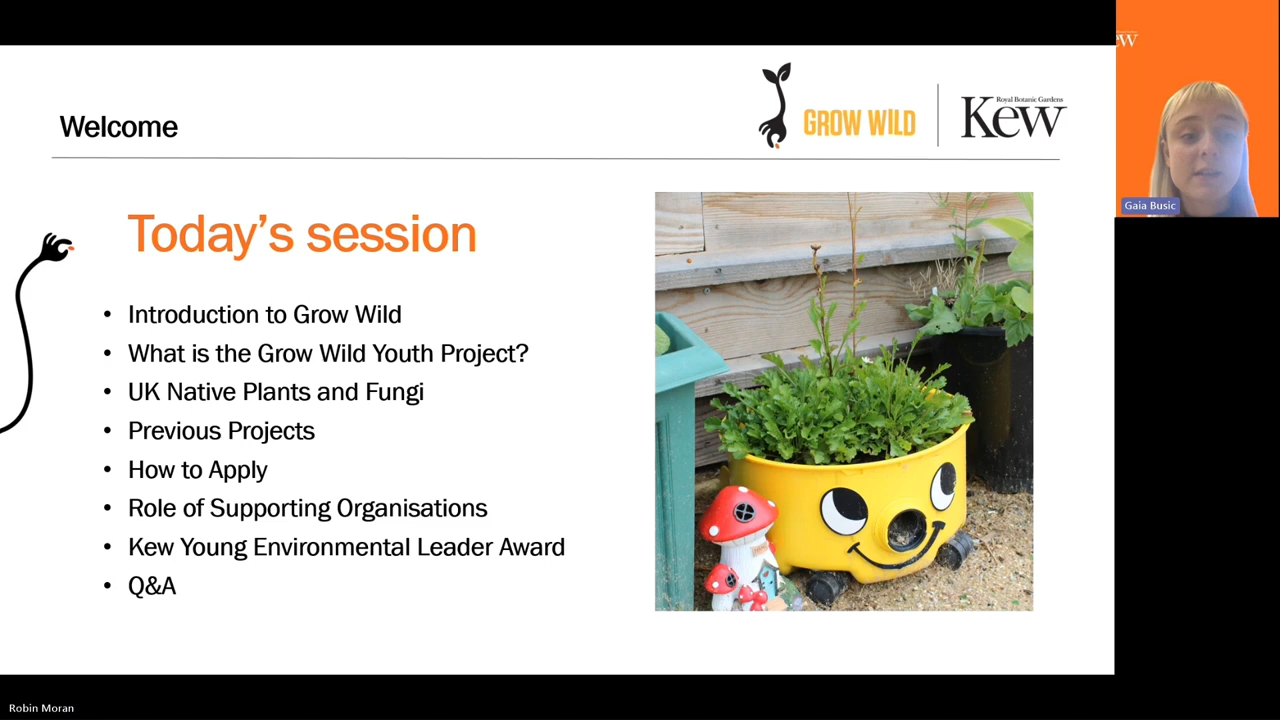 Welcome
GROW WILD
Royal Botanic Gardens
Kew
ew
Gaia Busic
Today's session
• Introduction to Grow Wild
• What is the Grow Wild Youth Project?
• UK Native Plants and Fungi
• Previous Projects
• How to Apply
• Role of Supporting Organisations
• Kew Young Environmental Leader Award
• Q&A
Robin Moran